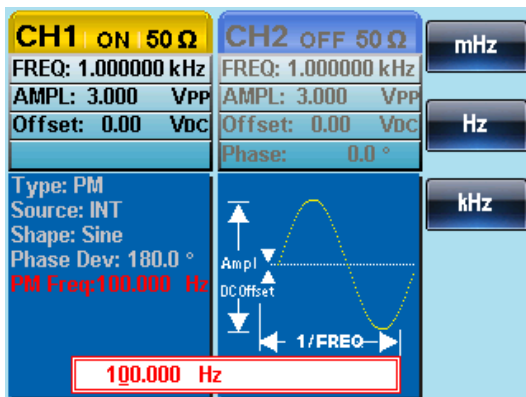 CH1 ON 50 Ω
FREQ: 1.000000 kHz
AMPL: 3.000 VPP
Offset: 0.00 VDC
CH2 OFF 50 Ω
FREQ: 1.000000 kHz
AMPL: 3.000 VPP
Offset: 0.00 VDC
Phase: 0.0 °
mHz
Hz
kHz
Type: PM
Source: INT
Shape: Sine
Phase Dev: 180.0 °
PM Freq:100.000 Hz
Ampl
DC Offset
1/FREQ
100.000 Hz